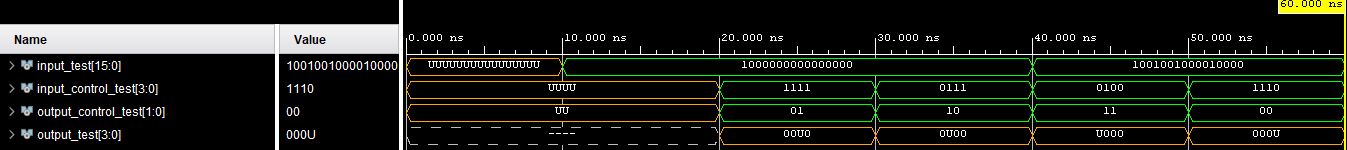 60.000 ns
Name Value 0.000 ns 10.000 ns 20.000 ns 30.000 ns 40.000 ns 50.000 ns
input_test[15:0] 1001001000010000 UUUUUUUUUUUUUUUU 1000000000000000 1001001000010000
input_control_test[3:0] 1110 UUUU 1111 0111 0100 1110
output_control_test[1:0] 00 UU 01 10 11 00
output_test[3:0] 000U ---- 00U0 0U00 U000 000U